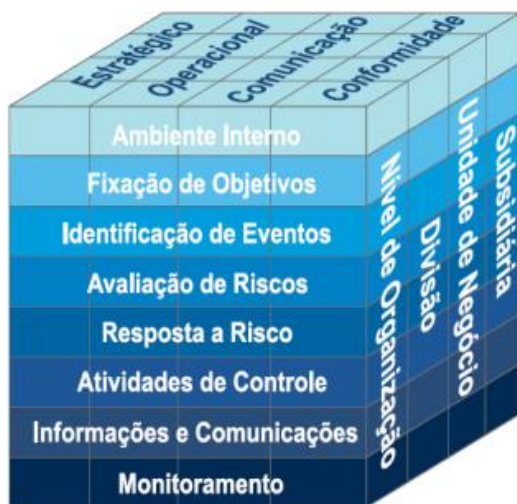 Estratégico
Operacional
Comunicação
Conformidade
Ambiente Interno
Fixação de Objetivos
Identificação de Eventos
Avaliação de Riscos
Resposta a Risco
Atividades de Controle
Informações e Comunicações
Monitoramento
Nível de Organização
Divisão
Unidade de Negócio
Subsidiária